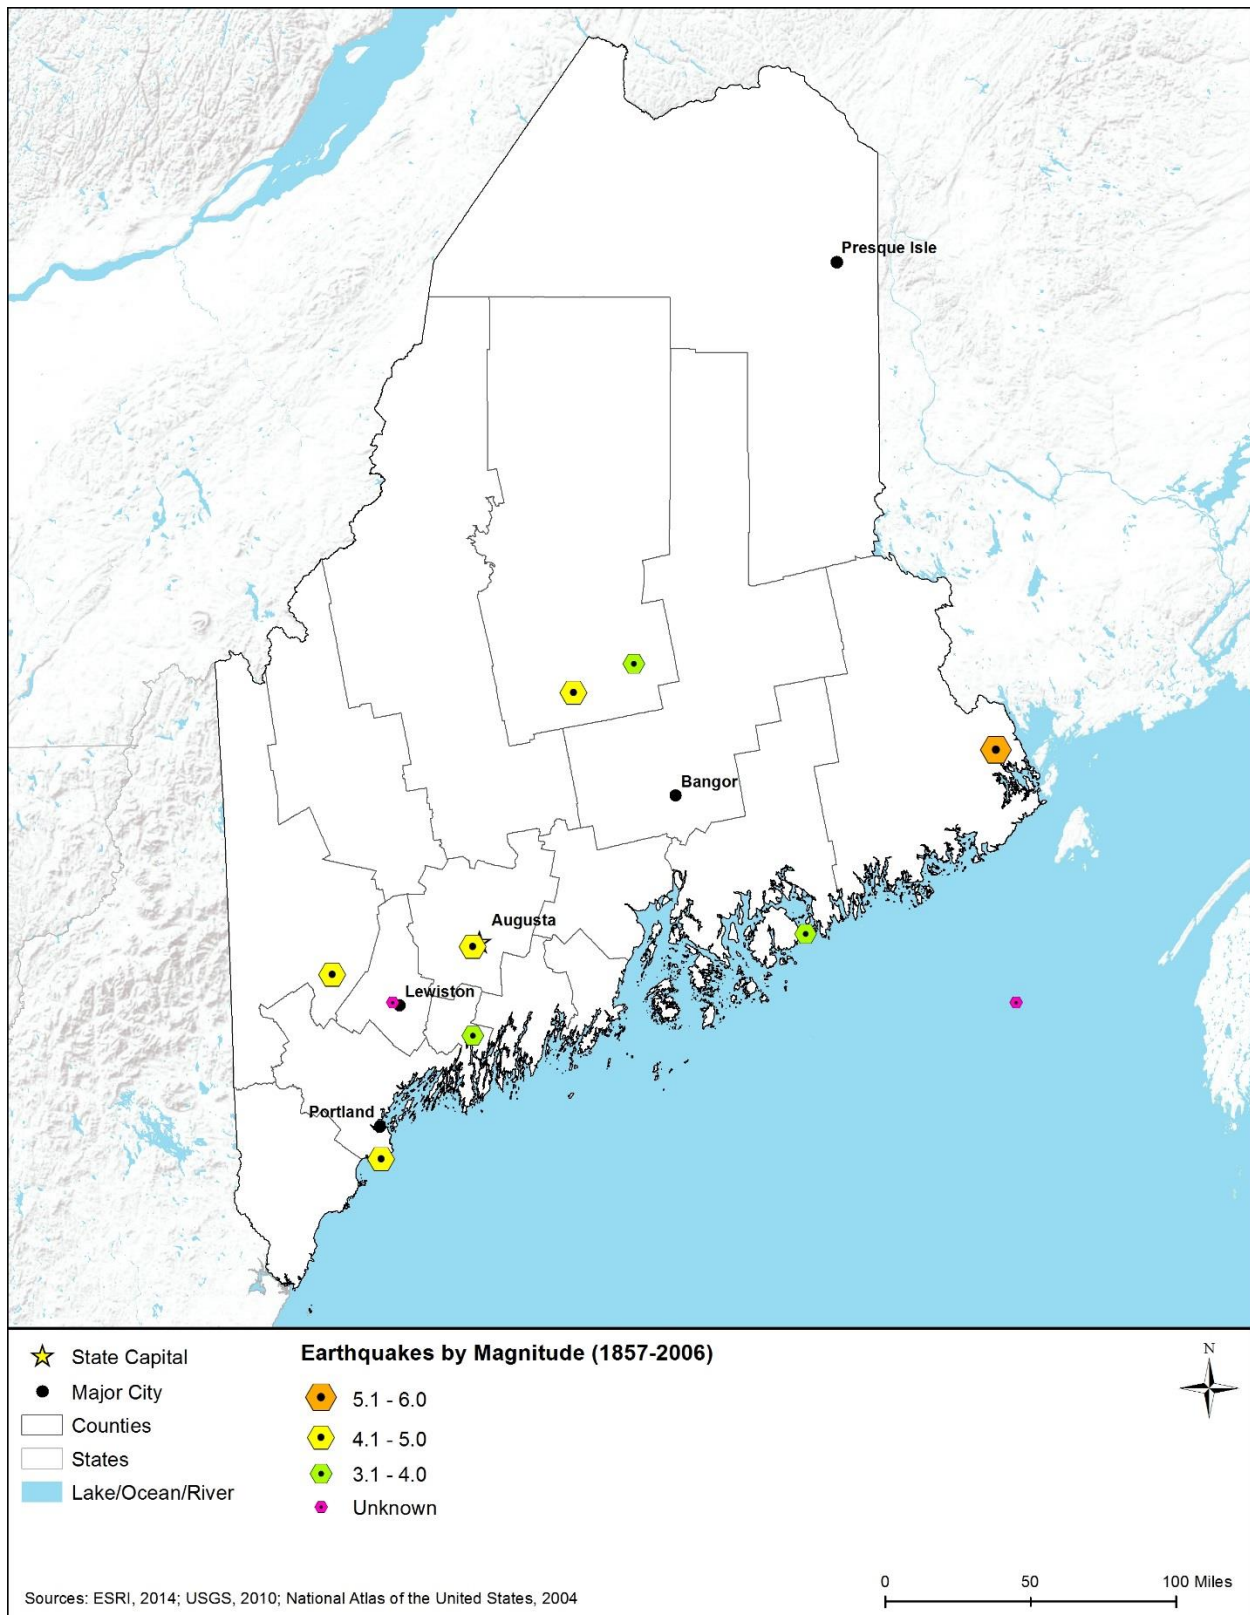 Presque Isle
Bangor
Augusta
Lewiston
Portland
State Capital
Major City
Counties
States
Lake/Ocean/River
Earthquakes by Magnitude (1857-2006)
5.1 - 6.0
4.1 - 5.0
3.1 - 4.0
Unknown
N
0 50 100 Miles
Sources: ESRI, 2014; USGS, 2010; National Atlas of the United States, 2004